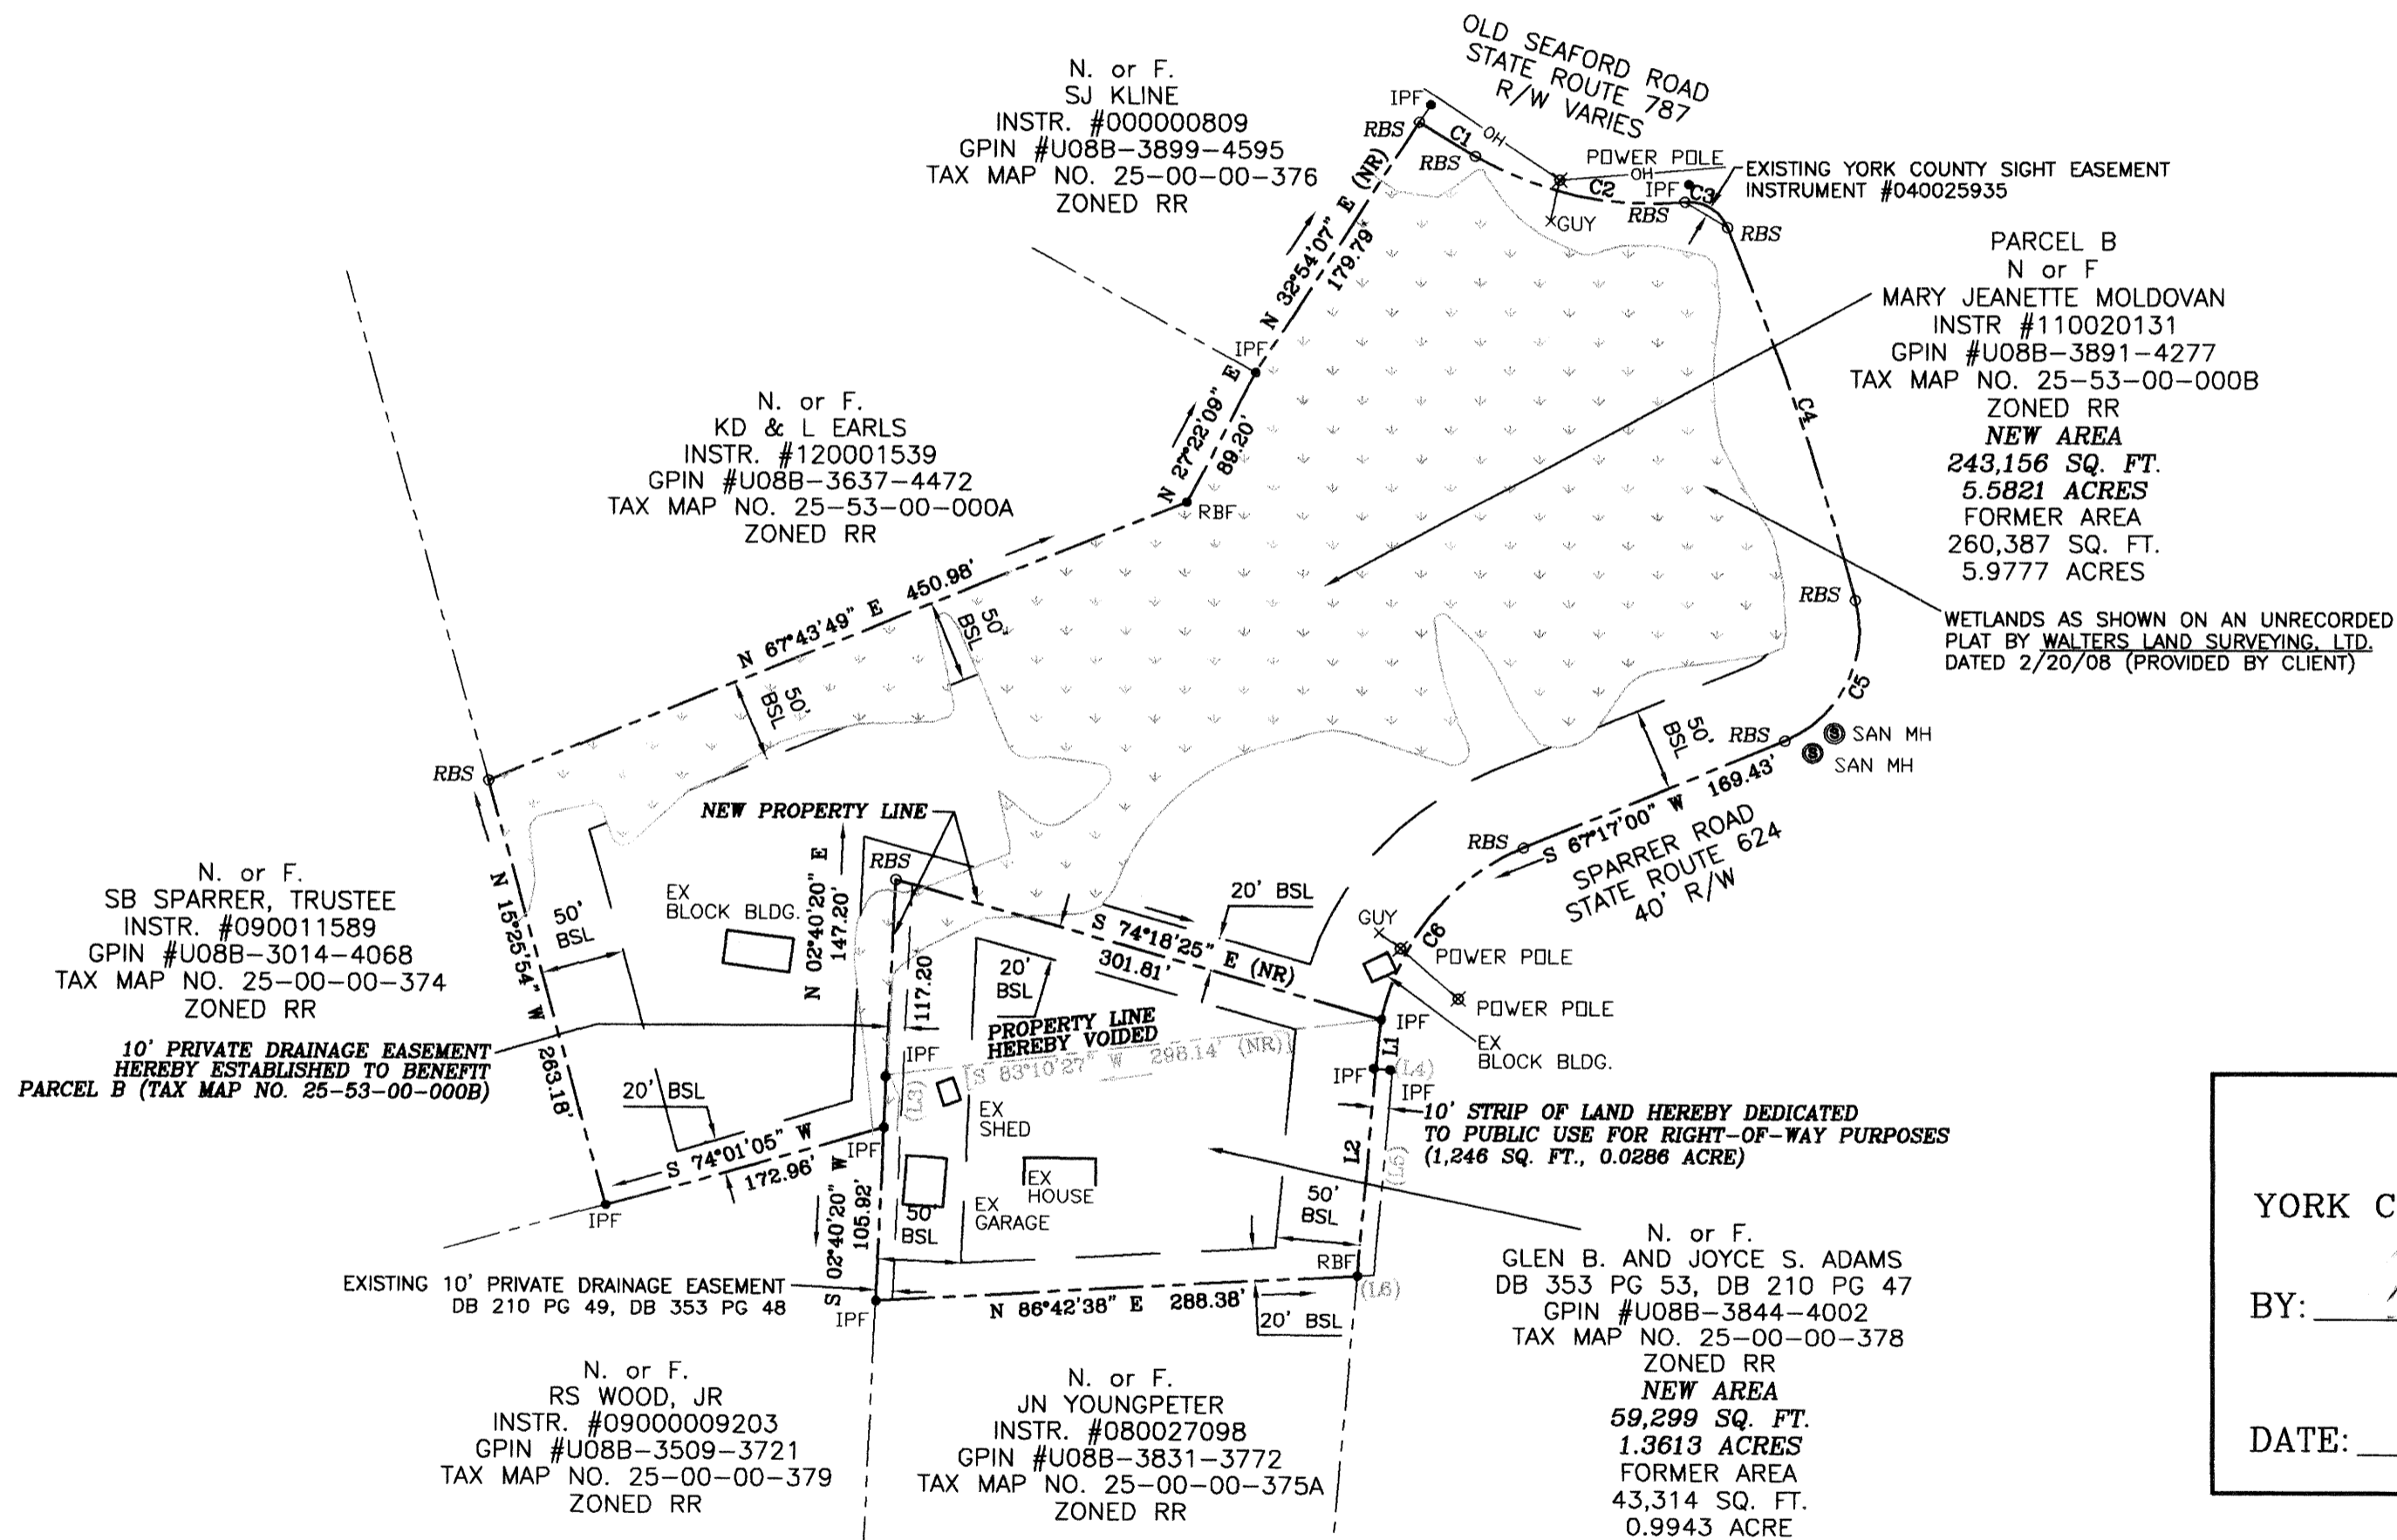 OLD SEAFORD ROAD
STATE ROUTE 787
R/W VARIES
N. or F.
SJ KLINE
INSTR. #000000809
GPIN #U08B-3899-4595
TAX MAP NO. 25-00-00-376
ZONED RR
IPF
RBS
C1
OH
RBS
POWER POLE
OH
C2
IPF
C3
RBS
GUY
RBS
EXISTING YORK COUNTY SIGHT EASEMENT
INSTRUMENT #040025935
PARCEL B
N or F
MARY JEANETTE MOLDOVAN
INSTR #110020131
GPIN #U08B-3891-4277
TAX MAP NO. 25-53-00-000B
ZONED RR
NEW AREA
243,156 SQ. FT.
5.5821 ACRES
FORMER AREA
260,387 SQ. FT.
5.9777 ACRES
N 32°54'07" E (NR)
179.79'
IPF
N 27°22'09" E
89.20'
RBF
C4
N. or F.
KD & L EARLS
INSTR. #120001539
GPIN #U08B-3637-4472
TAX MAP NO. 25-53-00-000A
ZONED RR
N 67°43'49" E 450.98'
50'
BSL
50'
BSL
RBS
WETLANDS AS SHOWN ON AN UNRECORDED
PLAT BY WALTERS LAND SURVEYING, LTD.
DATED 2/20/08 (PROVIDED BY CLIENT)
C5
RBS
50'
BSL
SAN MH
SAN MH
S 67°17'00" W 169.43'
SPARRER ROAD
STATE ROUTE 624
40' R/W
RBS
RBS
NEW PROPERTY LINE
RBS
N. or F.
SB SPARRER, TRUSTEE
INSTR. #090011589
GPIN #U08B-3014-4068
TAX MAP NO. 25-00-00-374
ZONED RR
N 15°25'54" W
263.18'
50'
BSL
EX
BLOCK BLDG.
N 02°40'20" E
147.20'
117.20'
20' BSL
S 74°18'25" E (NR)
301.81'
20'
BSL
GUY
C6
POWER POLE
POWER POLE
EX
BLOCK BLDG.
IPF
PROPERTY LINE
HEREBY VOIDED
S 83°10'27" W 298.14' (NR)
IPF
(L3)
L1
(L4)
IPF
IPF
10' PRIVATE DRAINAGE EASEMENT
HEREBY ESTABLISHED TO BENEFIT
PARCEL B (TAX MAP NO. 25-53-00-000B)
20' BSL
S 74°01'05" W
172.96'
IPF
IPF
EX
SHED
EX
HOUSE
EX
GARAGE
50'
BSL
10' STRIP OF LAND HEREBY DEDICATED
TO PUBLIC USE FOR RIGHT-OF-WAY PURPOSES
(1,246 SQ. FT., 0.0286 ACRE)
L2
(L5)
50'
BSL
RBF
(L6)
S 02°40'20" W
105.92'
EXISTING 10' PRIVATE DRAINAGE EASEMENT
DB 210 PG 49, DB 353 PG 48
IPF
N 86°42'38" E 288.38'
20' BSL
N. or F.
GLEN B. AND JOYCE S. ADAMS
DB 353 PG 53, DB 210 PG 47
GPIN #U08B-3844-4002
TAX MAP NO. 25-00-00-378
ZONED RR
NEW AREA
59,299 SQ. FT.
1.3613 ACRES
FORMER AREA
43,314 SQ. FT.
0.9943 ACRE
N. or F.
RS WOOD, JR
INSTR. #09000009203
GPIN #U08B-3509-3721
TAX MAP NO. 25-00-00-379
ZONED RR
N. or F.
JN YOUNGPETER
INSTR. #080027098
GPIN #U08B-3831-3772
TAX MAP NO. 25-00-00-375A
ZONED RR
YORK C
BY:
DATE: